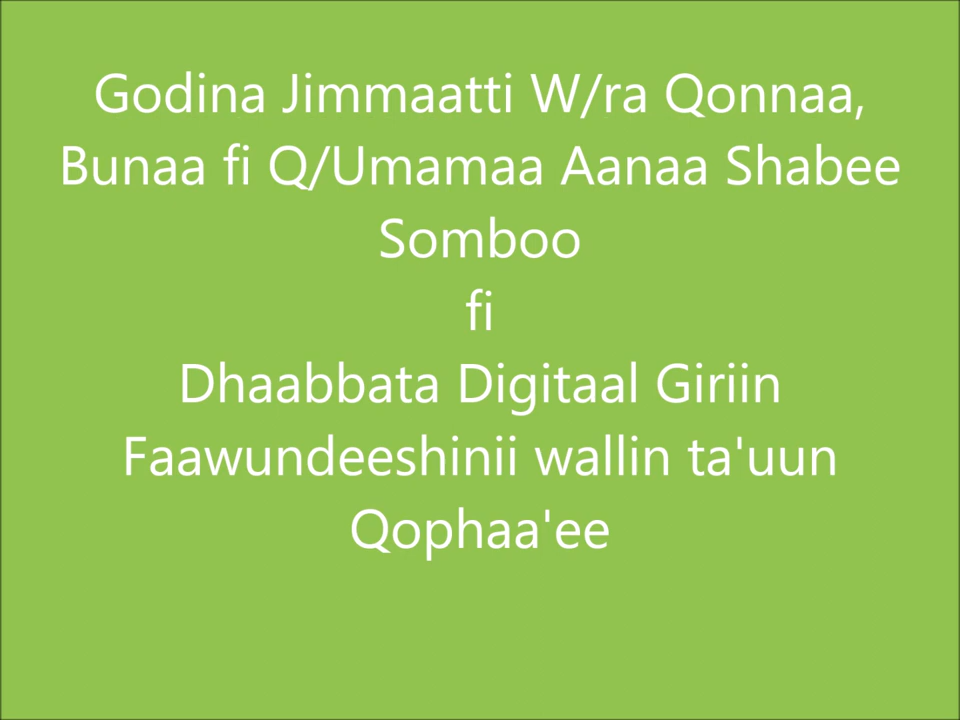 Godina Jimmaatti W/ra Qonnaa,
Bunaa fi Q/Umamaa Aanaa Shabee
Somboo
fi
Dhaabbata Digitaal Giriin
Faawundeeshinii wallin ta'uun
Qophaa'ee